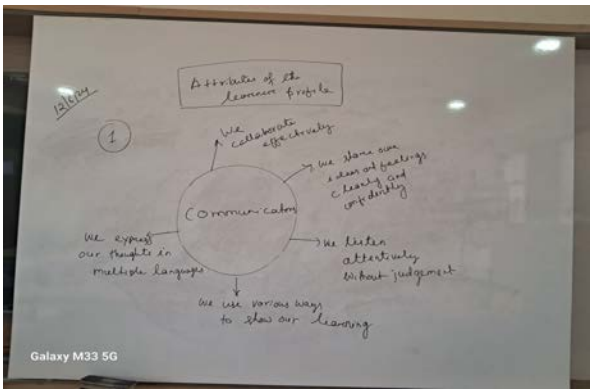 Attributes of the
learner profile
12/6/24
1
We
collaborate
effectively
We share our
ideas and feelings
clearly and
confidently
Communicators
We express
our thoughts in
multiple languages
We listen
attentively
without judgement
We use various ways
to show our learning
Galaxy M33 5G